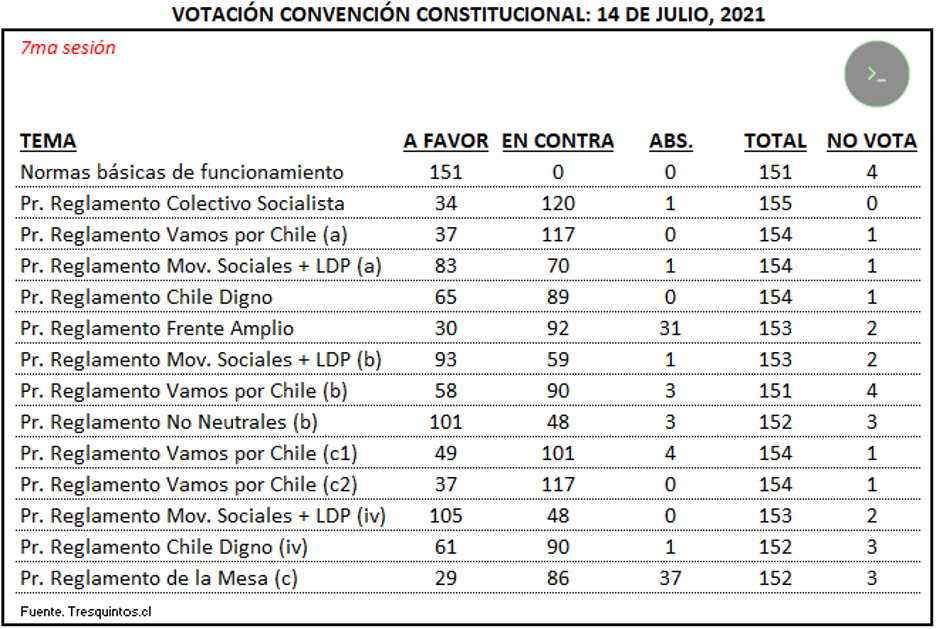 VOTACIÓN CONVENCIÓN CONSTITUCIONAL: 14 DE JULIO, 2021
7ma sesión
>_
TEMA A FAVOR EN CONTRA ABS. TOTAL NO VOTA
Normas básicas de funcionamiento 151 0 0 151 4
Pr. Reglamento Colectivo Socialista 34 120 1 155 0
Pr. Reglamento Vamos por Chile (a) 37 117 0 154 1
Pr. Reglamento Mov. Sociales + LDP (a) 83 70 1 154 1
Pr. Reglamento Chile Digno 65 89 0 154 1
Pr. Reglamento Frente Amplio 30 92 31 153 2
Pr. Reglamento Mov. Sociales + LDP (b) 93 59 1 153 2
Pr. Reglamento Vamos por Chile (b) 58 90 3 151 4
Pr. Reglamento No Neutrales (b) 101 48 3 152 3
Pr. Reglamento Vamos por Chile (c1) 49 101 4 154 1
Pr. Reglamento Vamos por Chile (c2) 37 117 0 154 1
Pr. Reglamento Mov. Sociales + LDP (iv) 105 48 0 153 2
Pr. Reglamento Chile Digno (iv) 61 90 1 152 3
Pr. Reglamento de la Mesa (c) 29 86 37 152 3
Fuente. Tresquintos.cl